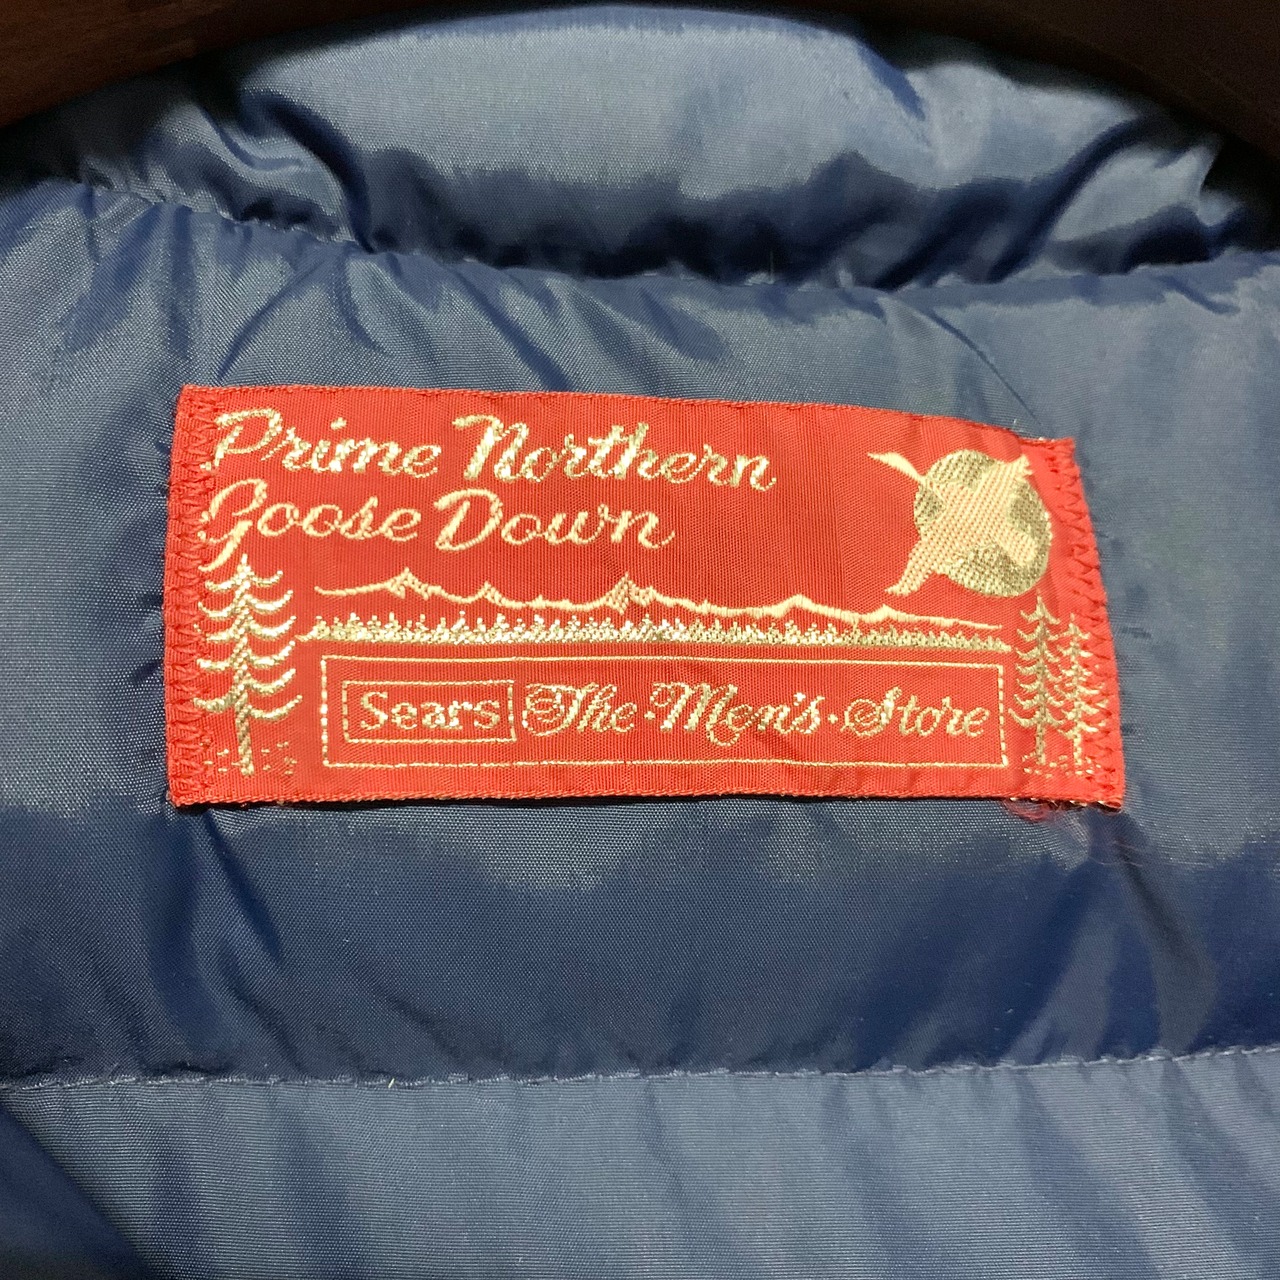 Prime Northern
Goose Down
Sears The·Men's·Store